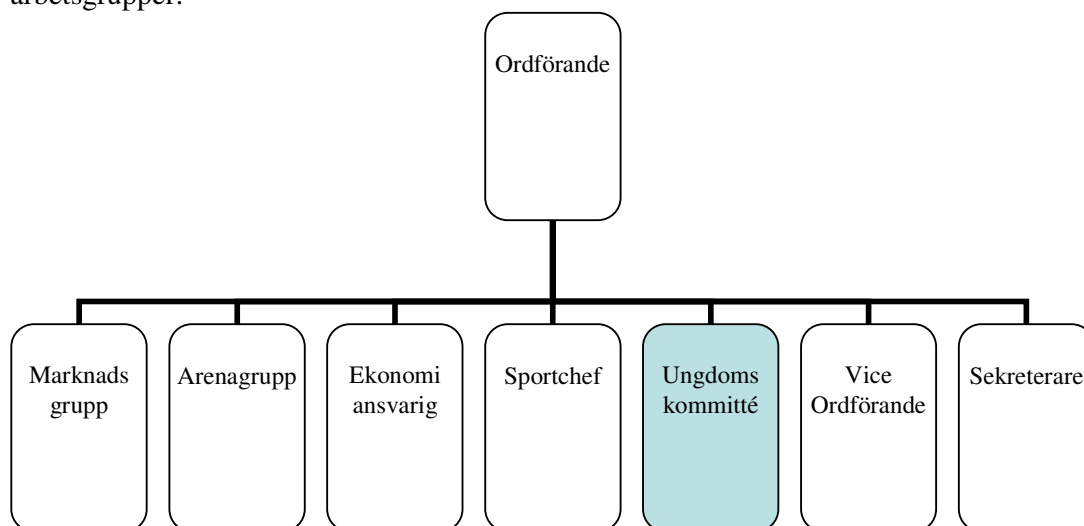 arbetsgrupper.
Ordförande
Marknads
grupp
Arenagrupp
Ekonomi
ansvarig
Sportchef
Ungdoms
kommitté
Vice
Ordförande
Sekreterare